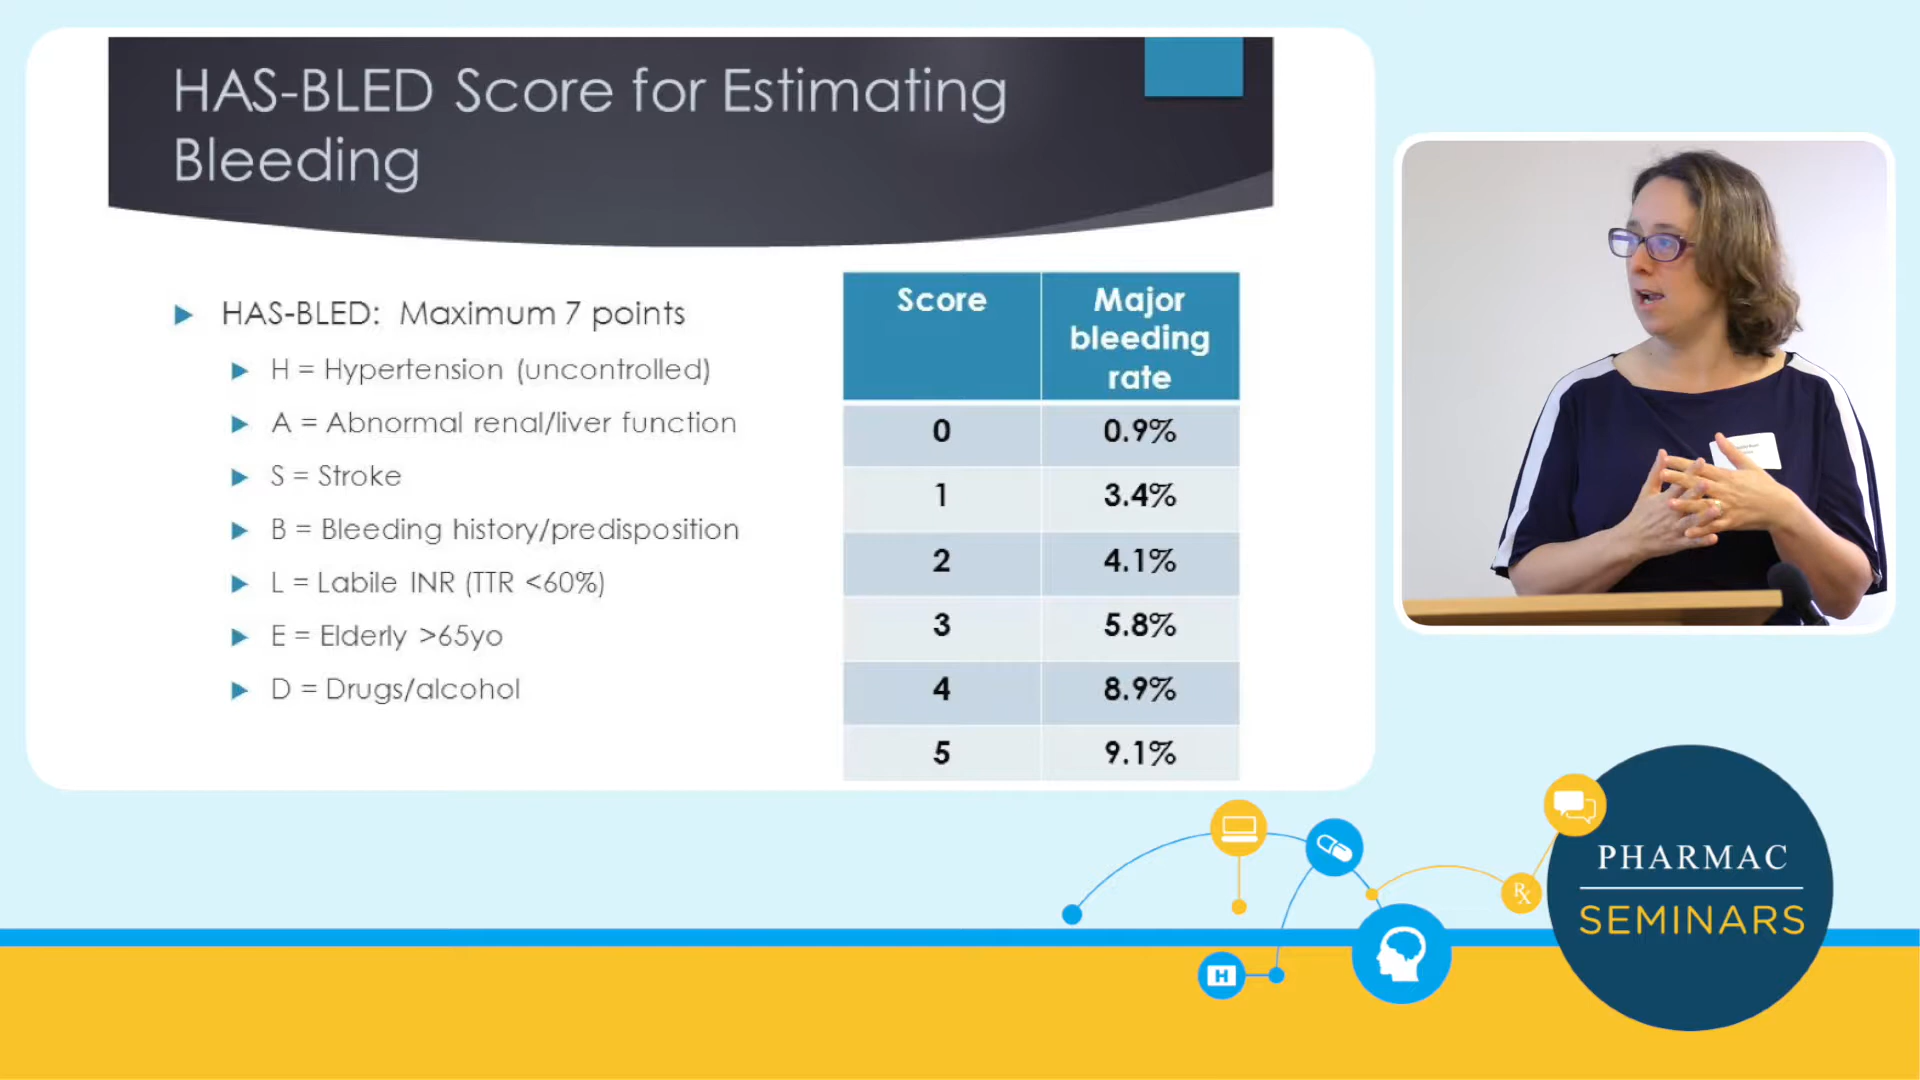 HAS-BLED Score for Estimating
Bleeding
HAS-BLED: Maximum 7 points
H = Hypertension (uncontrolled)
A = Abnormal renal/liver function
S = Stroke
B = Bleeding history/predisposition
L = Labile INR (TTR <60%)
E = Elderly >65yo
D = Drugs/alcohol
Score Major
bleeding
rate
0 0.9%
1 3.4%
2 4.1%
3 5.8%
4 8.9%
5 9.1%
PHARMAC
SEMINARS
Rx
H